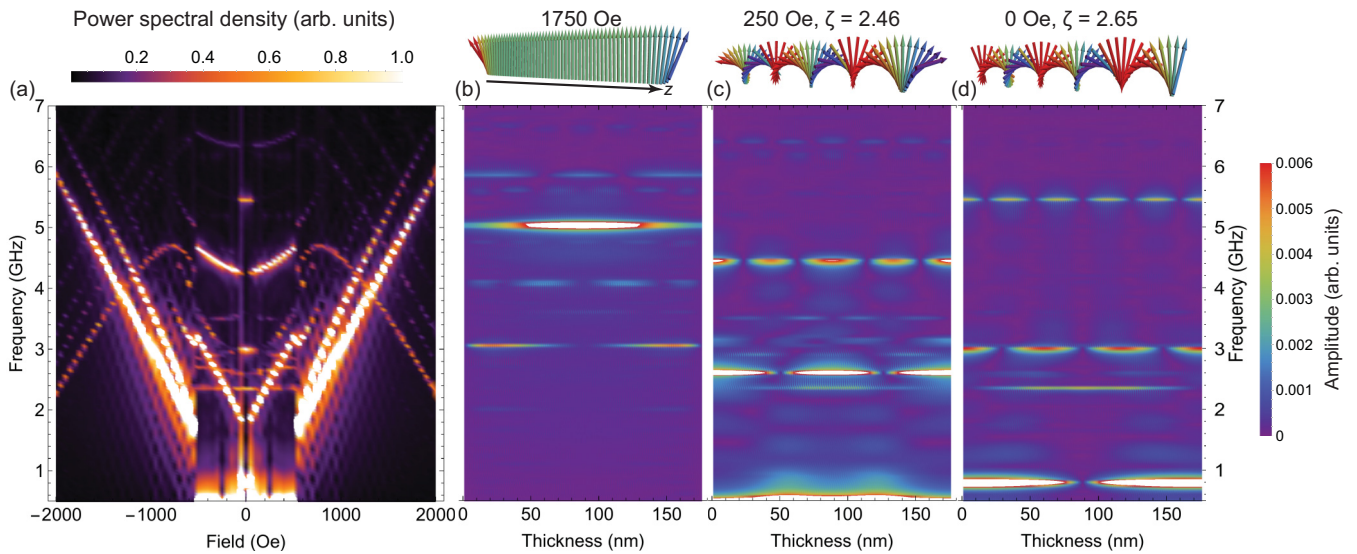 Power spectral density (arb. units)
0.2 0.4 0.6 0.8 1.0
1750 Oe
250 Oe, ζ = 2.46
0 Oe, ζ = 2.65
z
(a)
(b)
(c)
(d)
7
6
5
4
3
2
1
Frequency (GHz)
−2000 −1000 0 1000 2000
Field (Oe)
0 50 100 150
Thickness (nm)
0 50 100 150
Thickness (nm)
0 50 100 150
Thickness (nm)
7
6
5
4
3
2
1
Frequency (GHz)
0.006
0.005
0.004
0.003
0.002
0.001
0
Amplitude (arb. units)